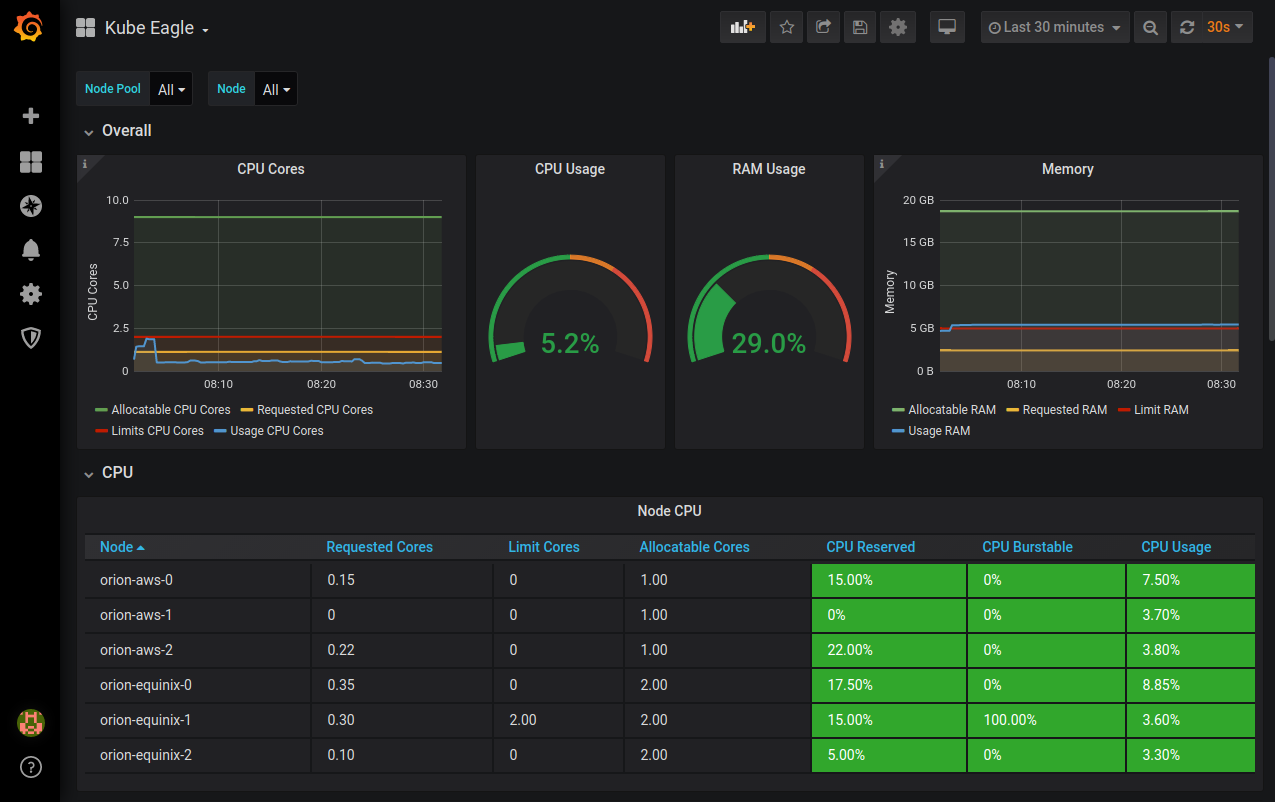 Kube Eagle
Last 30 minutes
30s
Node Pool All Node All
Overall
i CPU Cores
CPU Cores
10.0
7.5
5.0
2.5
0
08:10 08:20 08:30
Allocatable CPU Cores Requested CPU Cores
Limits CPU Cores Usage CPU Cores
CPU Usage
5.2%
RAM Usage
29.0%
i Memory
Memory
20 GB
15 GB
10 GB
5 GB
0 B
08:10 08:20 08:30
Allocatable RAM Requested RAM Limit RAM
Usage RAM
CPU
Node CPU
Node Requested Cores Limit Cores Allocatable Cores CPU Reserved CPU Burstable CPU Usage
orion-aws-0 0.15 0 1.00 15.00% 0% 7.50%
orion-aws-1 0 0 1.00 0% 0% 3.70%
orion-aws-2 0.22 0 1.00 22.00% 0% 3.80%
orion-equinix-0 0.35 0 2.00 17.50% 0% 8.85%
orion-equinix-1 0.30 2.00 2.00 15.00% 100.00% 3.60%
orion-equinix-2 0.10 0 2.00 5.00% 0% 3.30%
?